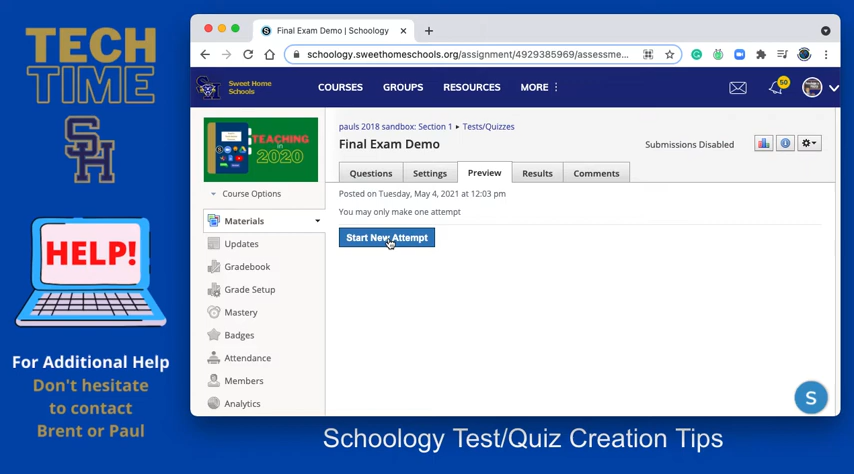 TECH
TIME
SH
HELP!
For Additional Help
Don't hesitate
to contact
Brent or Paul
Final Exam Demo | Schoology
schoology.sweethomeschools.org/assignment/4929385969/assessme...
SH
Sweet Home
Schools
COURSES
GROUPS
RESOURCES
MORE
50
TEACHING
in
2020
Course Options
Materials
Updates
Gradebook
Grade Setup
Mastery
Badges
Attendance
Members
Analytics
pauls 2018 sandbox: Section 1 ▸ Tests/Quizzes
Final Exam Demo
Submissions Disabled
Questions
Settings
Preview
Results
Comments
Posted on Tuesday, May 4, 2021 at 12:03 pm
You may only make one attempt
Start New Attempt
S
Schoology Test/Quiz Creation Tips